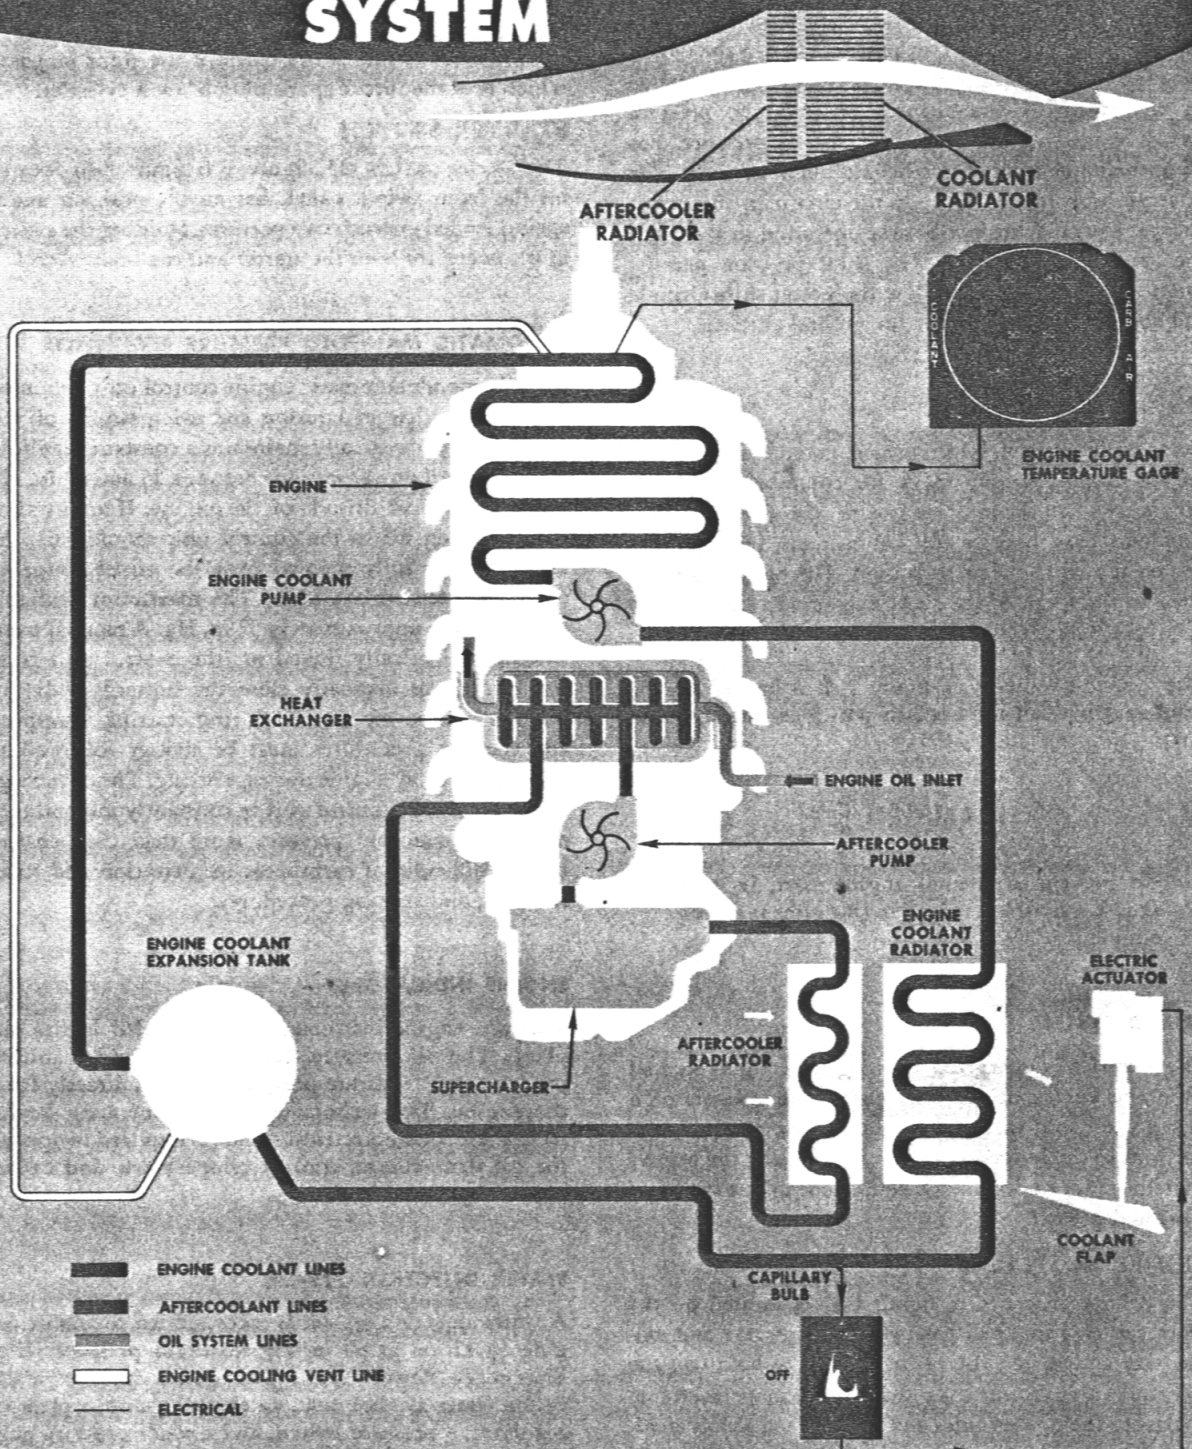 SYSTEM
AFTERCOOLER
RADIATOR
COOLANT
RADIATOR
COOLANT
CARB AIR
ENGINE COOLANT
TEMPERATURE GAGE
ENGINE
ENGINE COOLANT
PUMP
HEAT
EXCHANGER
ENGINE OIL INLET
AFTERCOOLER
PUMP
ENGINE
COOLANT
RADIATOR
ENGINE COOLANT
EXPANSION TANK
ELECTRIC
ACTUATOR
AFTERCOOLER
RADIATOR
SUPERCHARGER
COOLANT
FLAP
CAPILLARY
BULB
OFF
ENGINE COOLANT LINES
AFTERCOOLANT LINES
OIL SYSTEM LINES
ENGINE COOLING VENT LINE
ELECTRICAL